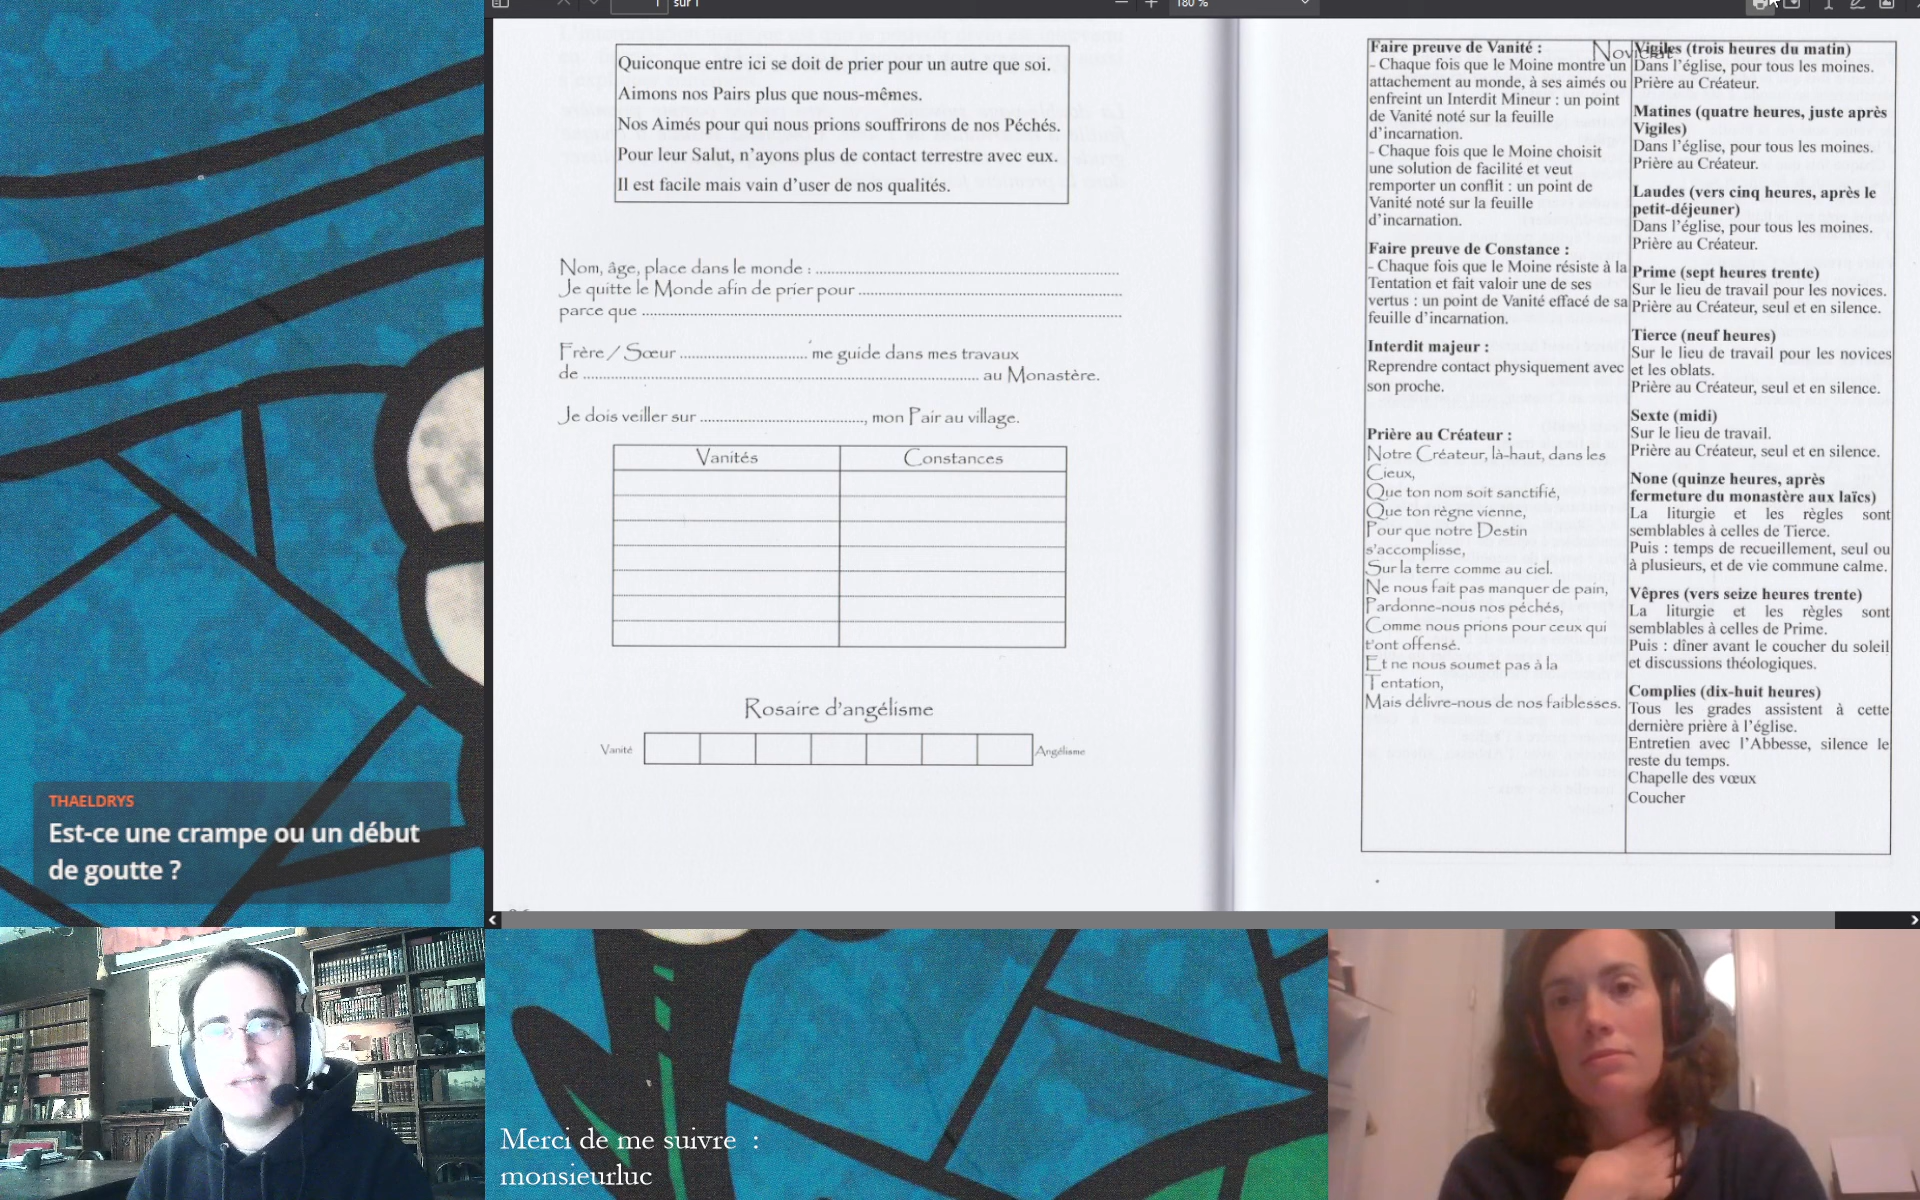 1 sur 1
180 %
Quiconque entre ici se doit de prier pour un autre que soi.
Aimons nos Pairs plus que nous-mêmes.
Nos Aimés pour qui nous prions souffrirons de nos Péchés.
Pour leur Salut, n'ayons plus de contact terrestre avec eux.
Il est facile mais vain d'user de nos qualités.
Nom, âge, place dans le monde :
Je quitte le Monde afin de prier pour
parce que
Frère / Sœur me guide dans mes travaux
de au Monastère.
Je dois veiller sur , mon Pair au village.
Vanités Constances
Rosaire d'angélisme
Vanité Angélisme
Faire preuve de Vanité :
- Chaque fois que le Moine montre un
attachement au monde, à ses aimés ou
enfreint un Interdit Mineur : un point
de Vanité noté sur la feuille
d'incarnation.
- Chaque fois que le Moine choisit
une solution de facilité et veut
remporter un conflit : un point de
Vanité noté sur la feuille
d'incarnation.
Faire preuve de Constance :
- Chaque fois que le Moine résiste à la
Tentation et fait valoir une de ses
vertus : un point de Vanité effacé de sa
feuille d'incarnation.
Interdit majeur :
Reprendre contact physiquement avec
son proche.
Prière au Créateur :
Notre Créateur, là-haut, dans les
Cieux,
Que ton nom soit sanctifié,
Que ton règne vienne,
Pour que notre Destin
s'accomplisse,
Sur la terre comme au ciel.
Ne nous fait pas manquer de pain,
Pardonne-nous nos péchés,
Comme nous prions pour ceux qui
t'ont offensé.
Et ne nous soumet pas à la
Tentation,
Mais délivre-nous de nos faiblesses.
Noviciat
Vigiles (trois heures du matin)
Dans l'église, pour tous les moines.
Prière au Créateur.
Matines (quatre heures, juste après
Vigiles)
Dans l'église, pour tous les moines.
Prière au Créateur.
Laudes (vers cinq heures, après le
petit-déjeuner)
Dans l'église, pour tous les moines.
Prière au Créateur.
Prime (sept heures trente)
Sur le lieu de travail pour les novices.
Prière au Créateur, seul et en silence.
Tierce (neuf heures)
Sur le lieu de travail pour les novices
et les oblats.
Prière au Créateur, seul et en silence.
Sexte (midi)
Sur le lieu de travail.
Prière au Créateur, seul et en silence.
None (quinze heures, après
fermeture du monastère aux laïcs)
La liturgie et les règles sont
semblables à celles de Tierce.
Puis : temps de recueillement, seul ou
à plusieurs, et de vie commune calme.
Vêpres (vers seize heures trente)
La liturgie et les règles sont
semblables à celles de Prime.
Puis : dîner avant le coucher du soleil
et discussions théologiques.
Complies (dix-huit heures)
Tous les grades assistent à cette
dernière prière à l'église.
Entretien avec l'Abbesse, silence le
reste du temps.
Chapelle des vœux
Coucher
THAELDRYS
Est-ce une crampe ou un début
de goutte ?
Merci de me suivre :
monsieurluc